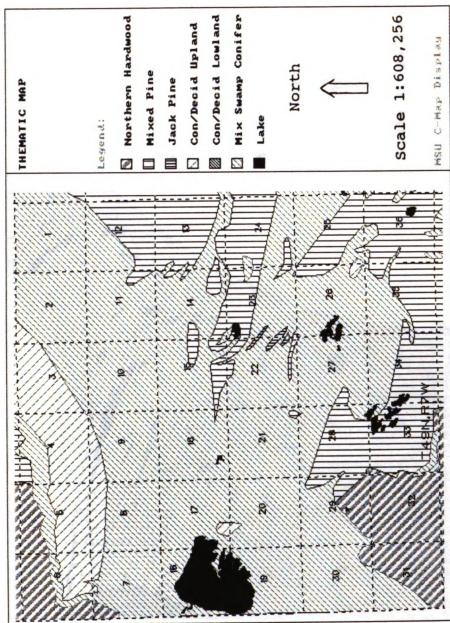 THEMATIC MAP
Legend:
Northern Hardwood
Mixed Pine
Jack Pine
Con/Decid Upland
Con/Decid Lowland
Mix Swamp Conifer
Lake
North
Scale 1:608,256
MSU C-Map Display
6 5 4 3 2 1
7 8 9 10 11 12
18 17 16 15 14 13
19 20 21 22 23 24
30 29 28 27 26 25
31 32 33 34 35 36
T49N,R7W